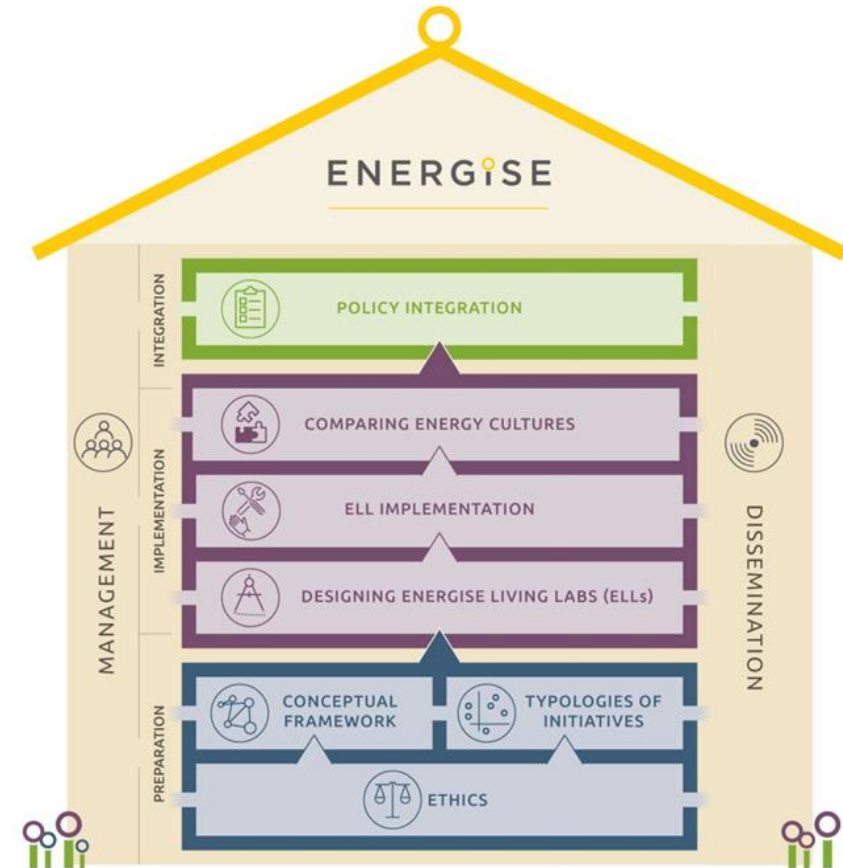 ENERGISE
INTEGRATION
POLICY INTEGRATION
IMPLEMENTATION
COMPARING ENERGY CULTURES
ELL IMPLEMENTATION
DESIGNING ENERGISE LIVING LABS (ELLs)
MANAGEMENT
DISSEMINATION
PREPARATION
CONCEPTUAL
FRAMEWORK
TYPOLOGIES OF
INITIATIVES
ETHICS